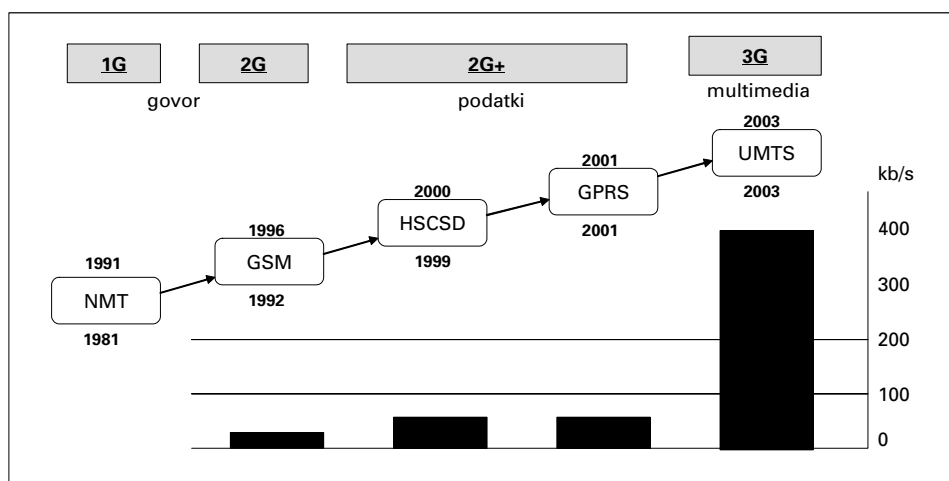 1G
2G
2G+
3G
govor
podatki
multimedia
2003
UMTS
2003
kb/s
2001
GPRS
2001
2000
HSCSD
1999
1996
GSM
1992
1991
NMT
1981
400
300
200
100
0